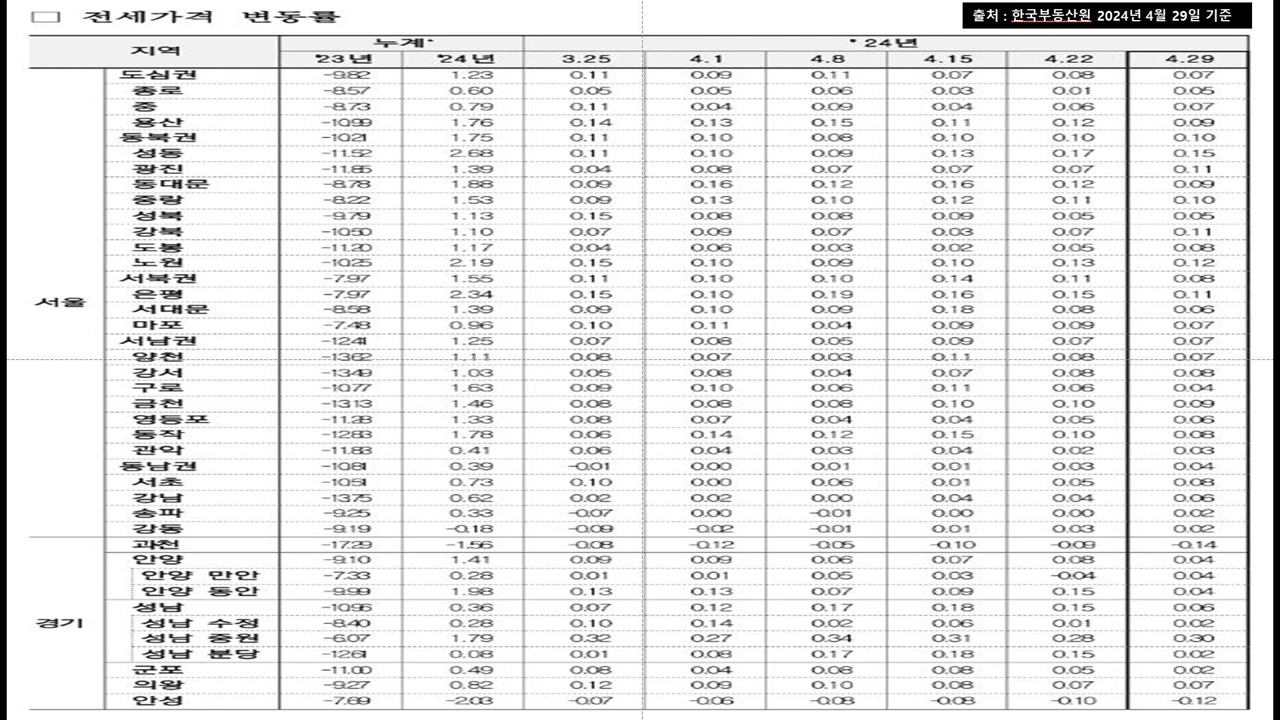 □ 전세가격 변동률
출처 : 한국부동산원 2024년 4월 29일 기준
지역 누계* '24년
'23년 '24년 3.25 4.1 4.8 4.15 4.22 4.29
도심권 -9.82 1.23 0.11 0.09 0.11 0.07 0.08 0.07
종로 -8.57 0.60 0.05 0.05 0.06 0.03 0.01 0.05
중 -8.73 0.79 0.11 0.04 0.09 0.04 0.06 0.07
용산 -10.99 1.76 0.14 0.13 0.15 0.11 0.12 0.09
동북권 -10.21 1.75 0.11 0.10 0.08 0.10 0.10 0.10
성동 -11.52 2.68 0.11 0.10 0.09 0.13 0.17 0.15
광진 -11.85 1.39 0.04 0.08 0.07 0.07 0.07 0.11
동대문 -8.78 1.88 0.09 0.16 0.12 0.16 0.12 0.09
중랑 -8.22 1.53 0.09 0.13 0.10 0.12 0.11 0.10
성북 -9.79 1.13 0.15 0.08 0.08 0.09 0.05 0.05
강북 -10.50 1.10 0.07 0.09 0.07 0.03 0.07 0.11
도봉 -11.20 1.17 0.04 0.06 0.03 0.02 0.05 0.08
노원 -10.25 2.19 0.15 0.10 0.09 0.10 0.13 0.12
서북권 -7.97 1.55 0.11 0.10 0.10 0.14 0.11 0.08
은평 -7.97 2.34 0.15 0.10 0.19 0.16 0.15 0.11
서울
서대문 -8.58 1.39 0.09 0.10 0.09 0.18 0.08 0.06
마포 -7.48 0.96 0.10 0.11 0.04 0.09 0.09 0.07
서남권 -12.41 1.25 0.07 0.08 0.05 0.09 0.07 0.07
양천 -13.62 1.11 0.08 0.07 0.03 0.11 0.08 0.07
강서 -13.49 1.03 0.05 0.08 0.04 0.07 0.08 0.08
구로 -10.77 1.63 0.09 0.10 0.06 0.11 0.06 0.04
금천 -13.13 1.46 0.08 0.08 0.08 0.10 0.10 0.09
영등포 -11.28 1.33 0.08 0.07 0.04 0.04 0.05 0.06
동작 -12.83 1.78 0.06 0.14 0.12 0.15 0.10 0.08
관악 -11.83 0.41 0.06 0.04 0.03 0.04 0.02 0.03
동남권 -10.81 0.39 -0.01 0.00 0.01 0.01 0.03 0.04
서초 -10.51 0.73 0.10 0.00 0.06 0.01 0.05 0.08
강남 -13.75 0.62 0.02 0.02 0.00 0.04 0.04 0.06
송파 -9.25 0.33 -0.07 0.00 -0.01 0.00 0.00 0.02
강동 -9.19 -0.18 -0.09 -0.02 -0.01 0.01 0.03 0.02
과천 -17.29 -1.56 -0.08 -0.12 -0.05 -0.10 -0.09 -0.14
안양 -9.10 1.41 0.09 0.09 0.06 0.07 0.08 0.04
안양 만안 -7.33 0.28 0.01 0.01 0.05 0.03 -0.04 0.04
안양 동안 -9.99 1.98 0.13 0.13 0.07 0.09 0.15 0.04
성남 -10.96 0.36 0.07 0.12 0.17 0.18 0.15 0.06
경기
성남 수정 -8.40 0.28 0.10 0.14 0.02 0.06 0.01 0.02
성남 중원 -6.07 1.79 0.32 0.27 0.34 0.31 0.28 0.30
성남 분당 -12.61 0.08 0.01 0.08 0.17 0.18 0.15 0.02
군포 -11.00 0.49 0.08 0.04 0.08 0.08 0.05 0.02
의왕 -9.27 0.82 0.12 0.09 0.10 0.08 0.07 0.07
안성 -7.69 -2.03 -0.07 -0.06 -0.08 -0.08 -0.10 -0.12